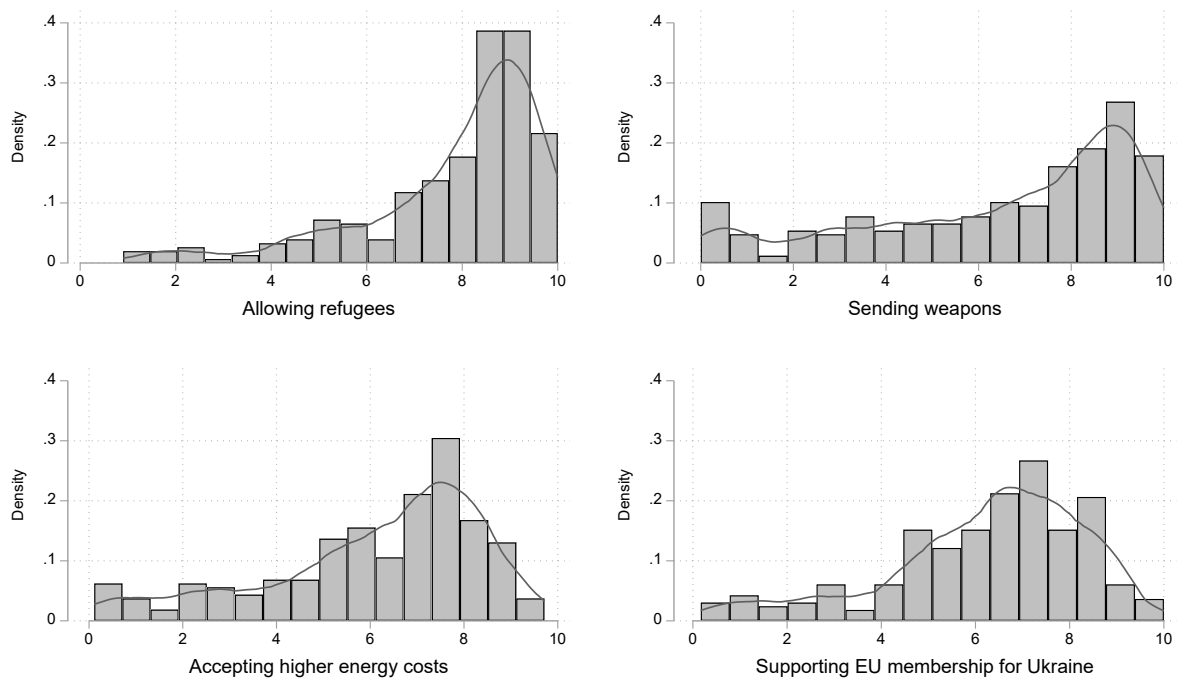 .4
.3
.2
.1
0
Density
0 2 4 6 8 10
Allowing refugees
.4
.3
.2
.1
0
Density
0 2 4 6 8 10
Sending weapons
.4
.3
.2
.1
0
Density
0 2 4 6 8 10
Accepting higher energy costs
.4
.3
.2
.1
0
Density
0 2 4 6 8 10
Supporting EU membership for Ukraine